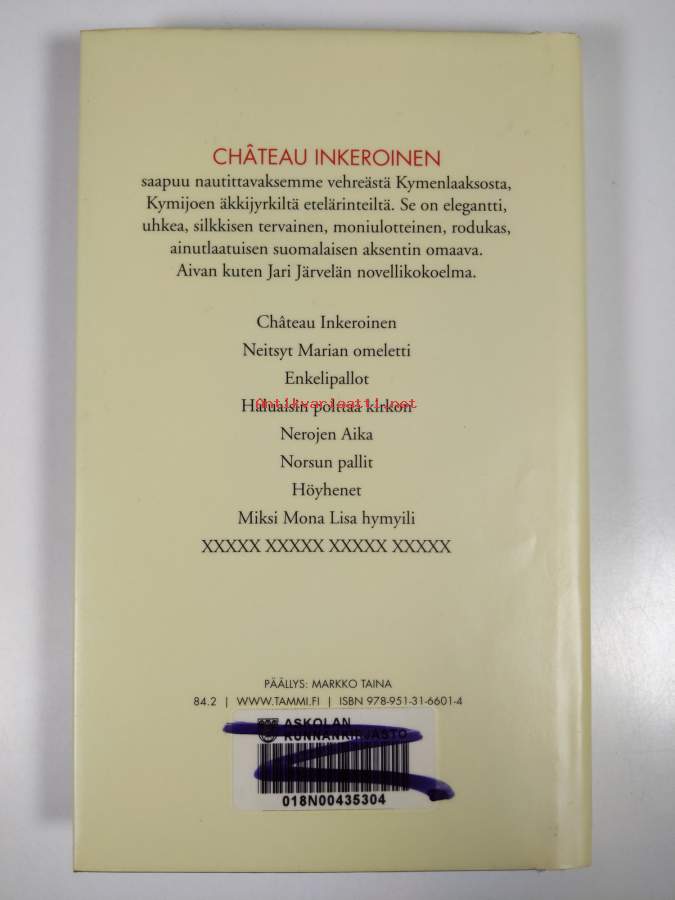 CHÂTEAU INKEROINEN
saapuu nautittavaksemme vehreästä Kymenlaaksosta,
Kymijoen äkkijyrkiltä etelärinteiltä. Se on elegantti,
uhkea, silkkisen tervainen, moniulotteinen, rodukas,
ainutlaatuisen suomalaisen aksentin omaava.
Aivan kuten Jari Järvelän novellikokoelma.
Château Inkeroinen
Neitsyt Marian omeletti
Enkelipallot
Haluaisin polttaa kirkon
Antikvariaatti.net
Nerojen Aika
Norsun pallit
Höyhenet
Miksi Mona Lisa hymyili
XXXXX XXXXX XXXXX XXXXX
PÄÄLLYS: MARKKO TAINA
84.2 | WWW.TAMMI.FI | ISBN 978-951-31-6601-4
ASKOLAN
KUNNANKIRJASTO
018N00435304